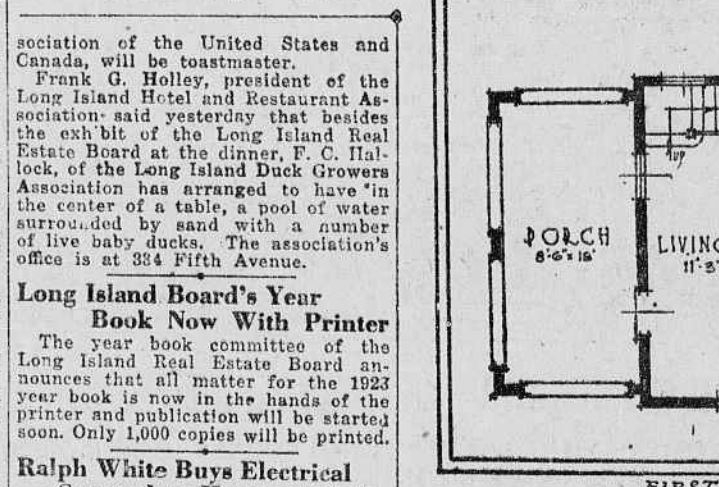 sociation of the United States and
Canada, will be toastmaster.
Frank G. Holley, president of the
Long Island Hotel and Restaurant As-
sociation said yesterday that besides
the exh'bit of the Long Island Real
Estate Board at the dinner, F. C. Hal-
lock, of the Long Island Duck Growers
Association has arranged to have in
the center of a table, a pool of water
surrounded by sand with a number
of live baby ducks. The association's
office is at 334 Fifth Avenue.
Long Island Board's Year
Book Now With Printer
The year book committee of the
Long Island Real Estate Board an-
nounces that all matter for the 1923
year book is now in the hands of the
printer and publication will be started
soon. Only 1,000 copies will be printed.
Ralph White Buys Electrical
UP
PORCH
8'-6" x 18'
LIVING
11'-3
FIRST